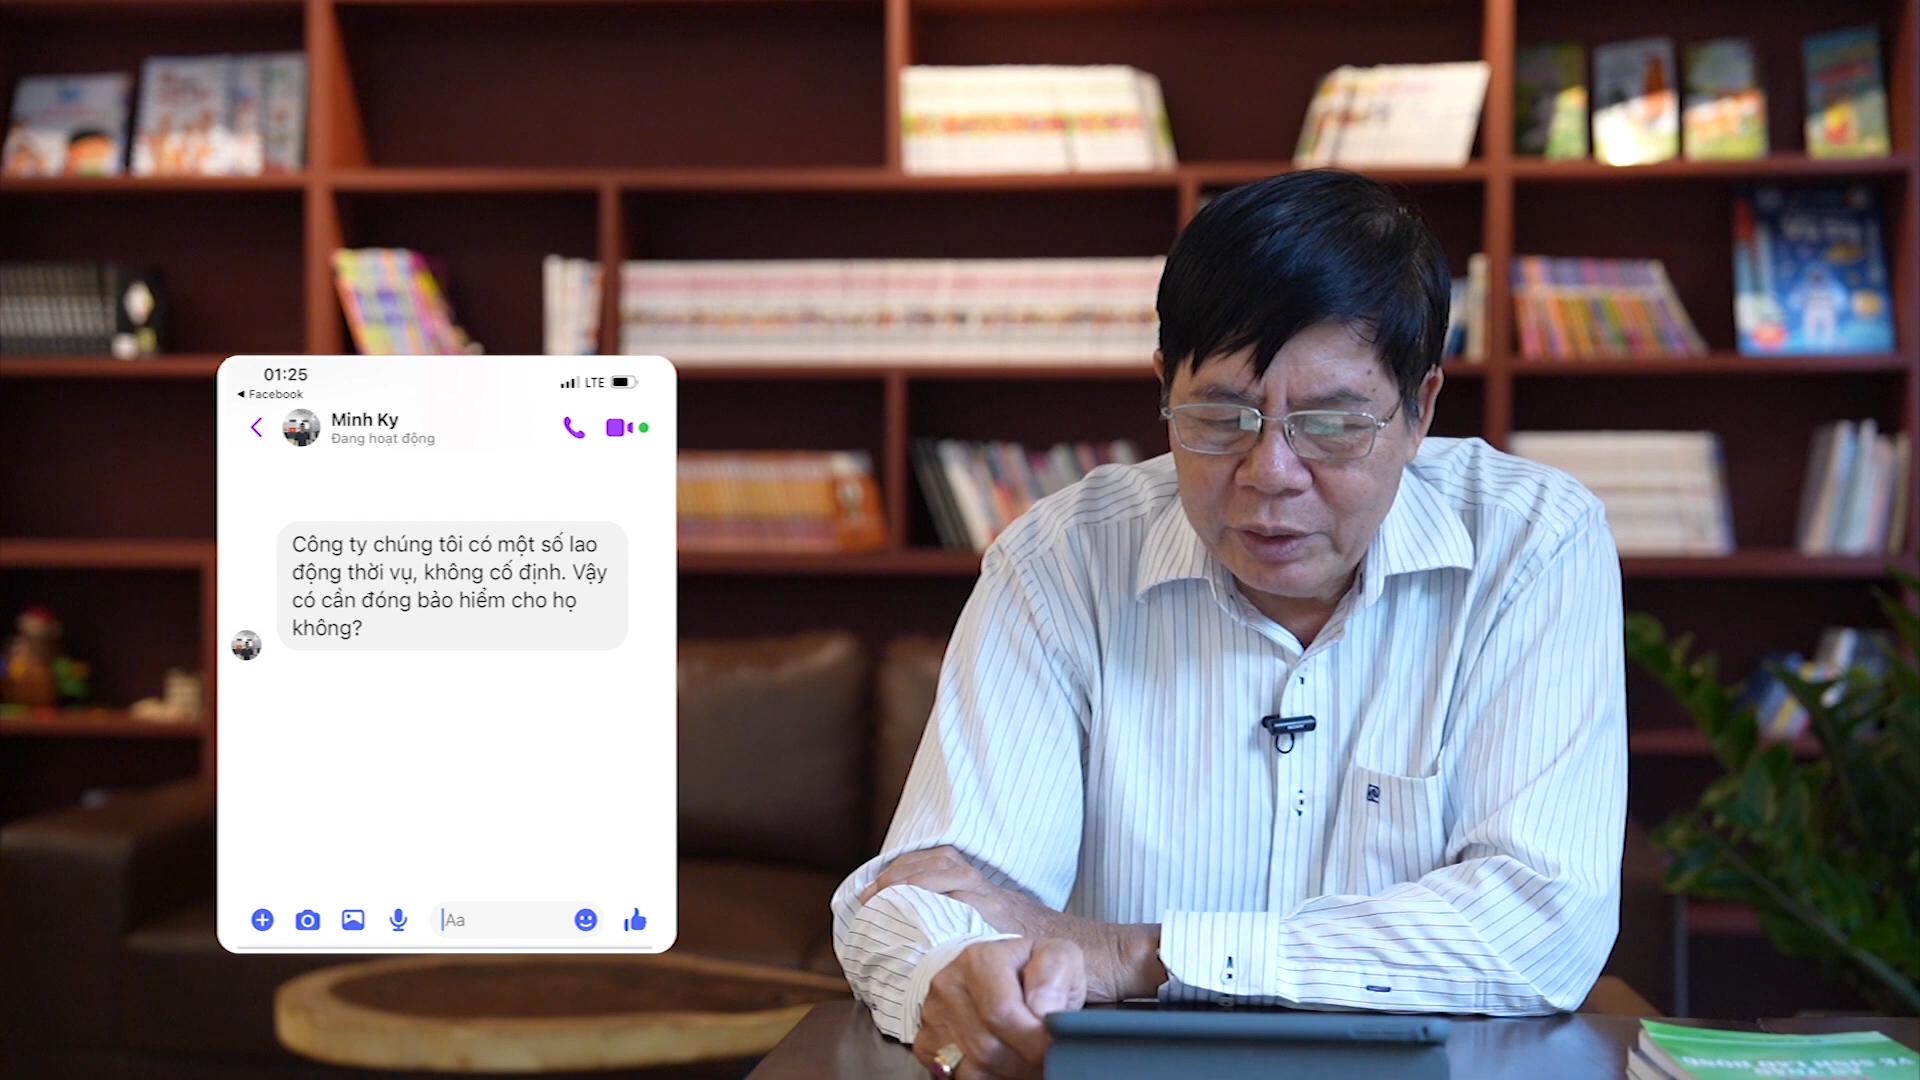 01:25
LTE
◀ Facebook
Minh Ky
Đang hoạt động
Công ty chúng tôi có một số lao
động thời vụ, không cố định. Vậy
có cần đóng bảo hiểm cho họ
không?
Aa